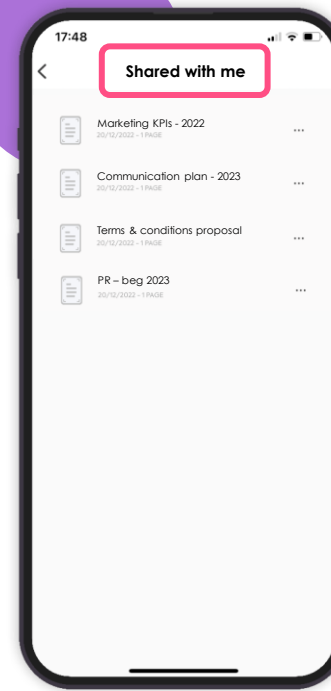 17:48
Shared with me
Marketing KPIs - 2022
20/12/2022 - 1 PAGE
Communication plan - 2023
20/12/2022 - 1 PAGE
Terms & conditions proposal
20/12/2022 - 1 PAGE
PR – beg 2023
20/12/2022 - 1 PAGE